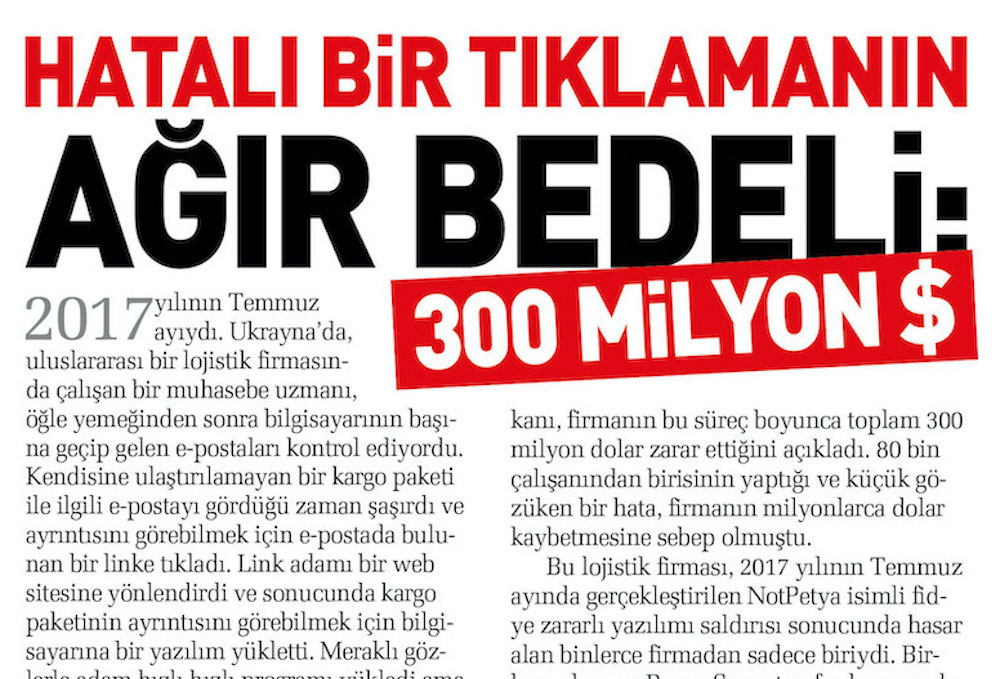 HATALI BİR TIKLAMANIN
AĞIR BEDELİ:
300 MİLYON $
2017 yılının Temmuz
ayıydı. Ukrayna’da,
uluslararası bir lojistik firmasın-
da çalışan bir muhasebe uzmanı,
öğle yemeğinden sonra bilgisayarının başı-
na geçip gelen e-postaları kontrol ediyordu.
Kendisine ulaştırılamayan bir kargo paketi
ile ilgili e-postayı gördüğü zaman şaşırdı ve
ayrıntısını görebilmek için e-postada bulu-
nan bir linke tıkladı. Link adamı bir web
sitesine yönlendirdi ve sonucunda kargo
paketinin ayrıntısını görebilmek için bilgi-
sayarına bir yazılım yükletti. Meraklı göz-
lerle adam hızlı hızlı programı yükledi ama
kanı, firmanın bu süreç boyunca toplam 300
milyon dolar zarar ettiğini açıkladı. 80 bin
çalışanından birisinin yaptığı ve küçük gö-
züken bir hata, firmanın milyonlarca dolar
kaybetmesine sebep olmuştu.
Bu lojistik firması, 2017 yılının Temmuz
ayında gerçekleştirilen NotPetya isimli fid-
ye zararlı yazılımı saldırısı sonucunda hasar
alan binlerce firmadan sadece biriydi. Bir-